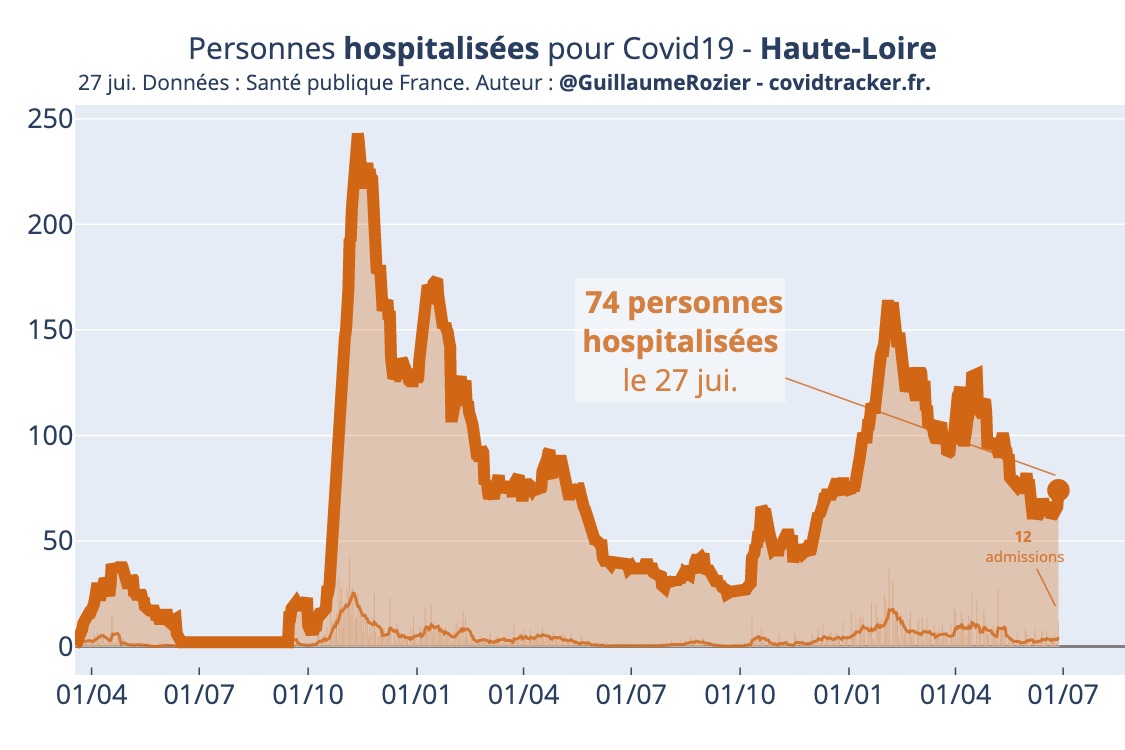 Personnes hospitalisées pour Covid19 - Haute-Loire
27 jui. Données : Santé publique France. Auteur : @GuillaumeRozier - covidtracker.fr.
250
200
150
100
50
0
74 personnes
hospitalisées
le 27 jui.
12
admissions
01/04 01/07 01/10 01/01 01/04 01/07 01/10 01/01 01/04 01/07